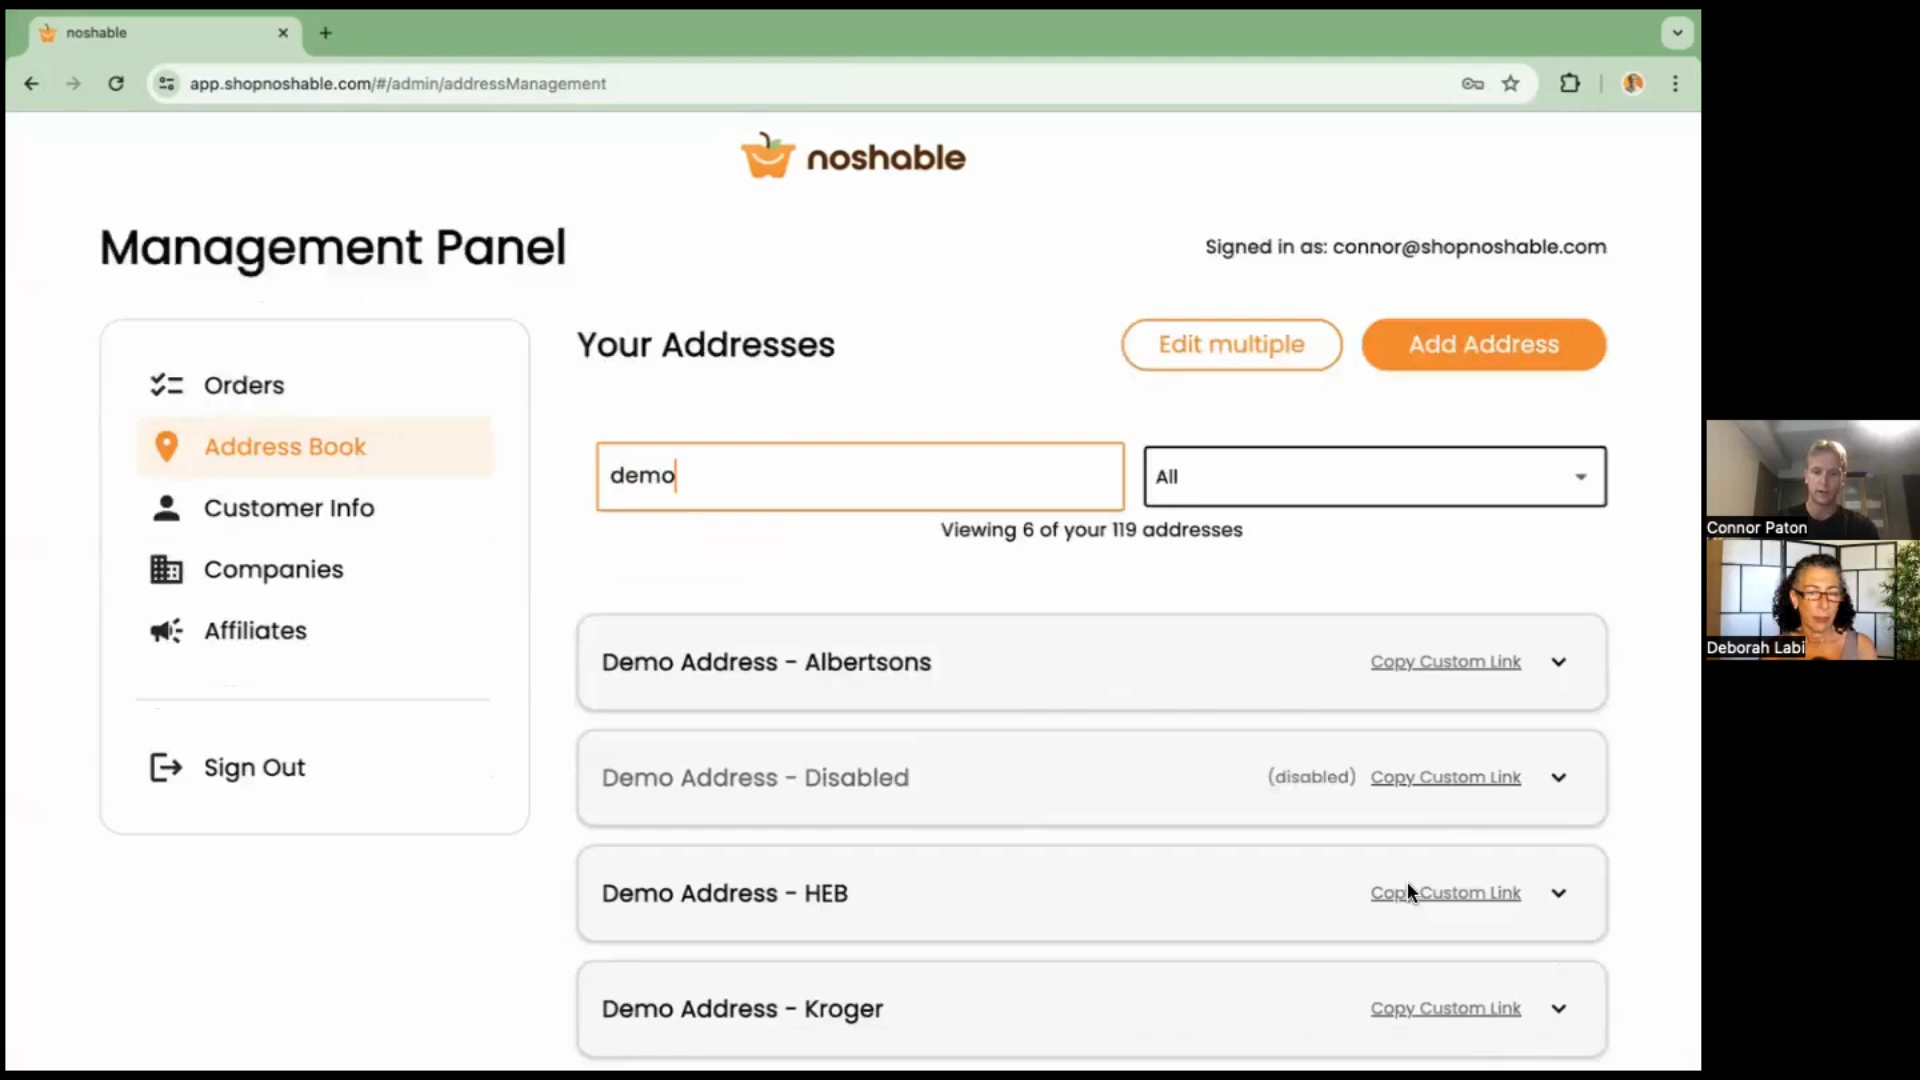 noshable
app.shopnoshable.com/#/admin/addressManagement
noshable
Management Panel
Signed in as: connor@shopnoshable.com
Orders
Address Book
Customer Info
Companies
Affiliates
Sign Out
Your Addresses
Edit multiple
Add Address
demo
All
Viewing 6 of your 119 addresses
Demo Address - Albertsons
Copy Custom Link
Demo Address - Disabled
(disabled)
Copy Custom Link
Demo Address - HEB
Copy Custom Link
Demo Address - Kroger
Copy Custom Link
Connor Paton
Deborah Labi